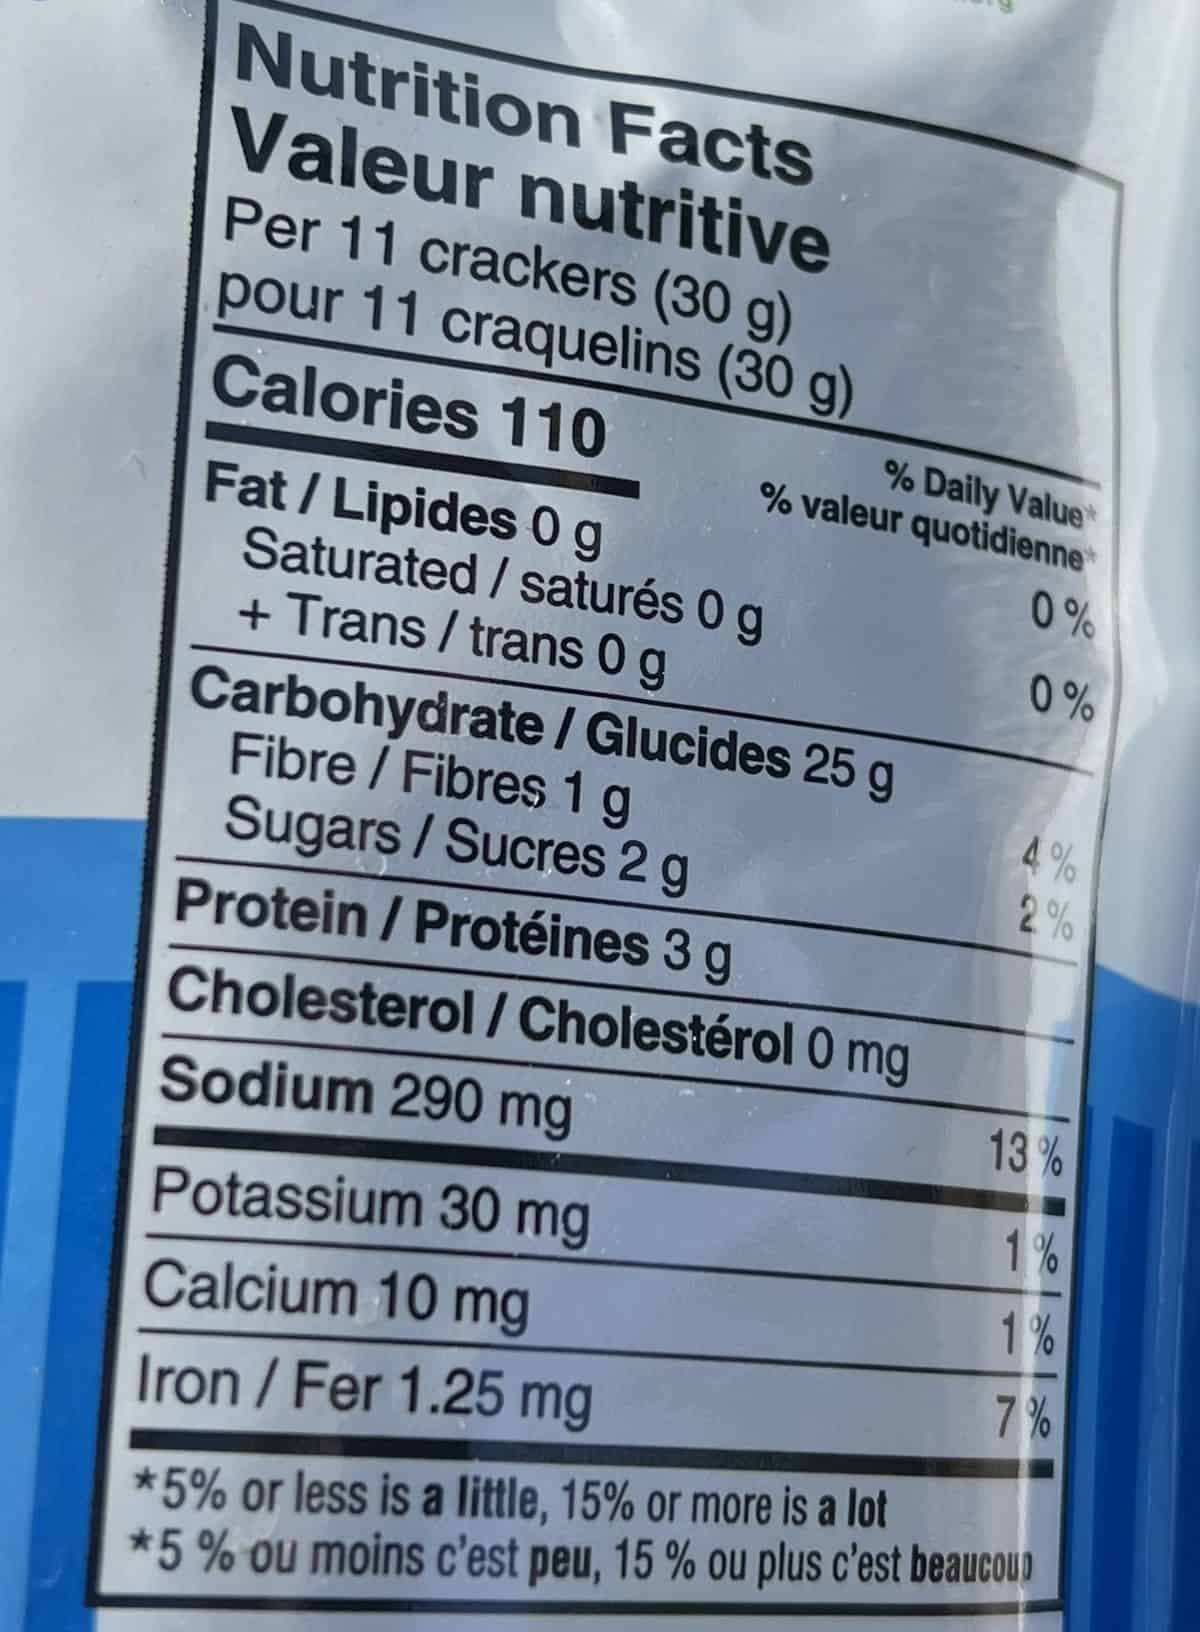 Nutrition Facts
Valeur nutritive
Per 11 crackers (30 g)
pour 11 craquelins (30 g)
Calories 110
% Daily Value*
% valeur quotidienne*
Fat / Lipides 0 g 0 %
Saturated / saturés 0 g
+ Trans / trans 0 g 0 %
Carbohydrate / Glucides 25 g
Fibre / Fibres 1 g 4 %
Sugars / Sucres 2 g 2 %
Protein / Protéines 3 g
Cholesterol / Cholestérol 0 mg
Sodium 290 mg 13 %
Potassium 30 mg 1 %
Calcium 10 mg 1 %
Iron / Fer 1.25 mg 7 %
*5% or less is a little, 15% or more is a lot
*5 % ou moins c'est peu, 15 % ou plus c'est beaucoup